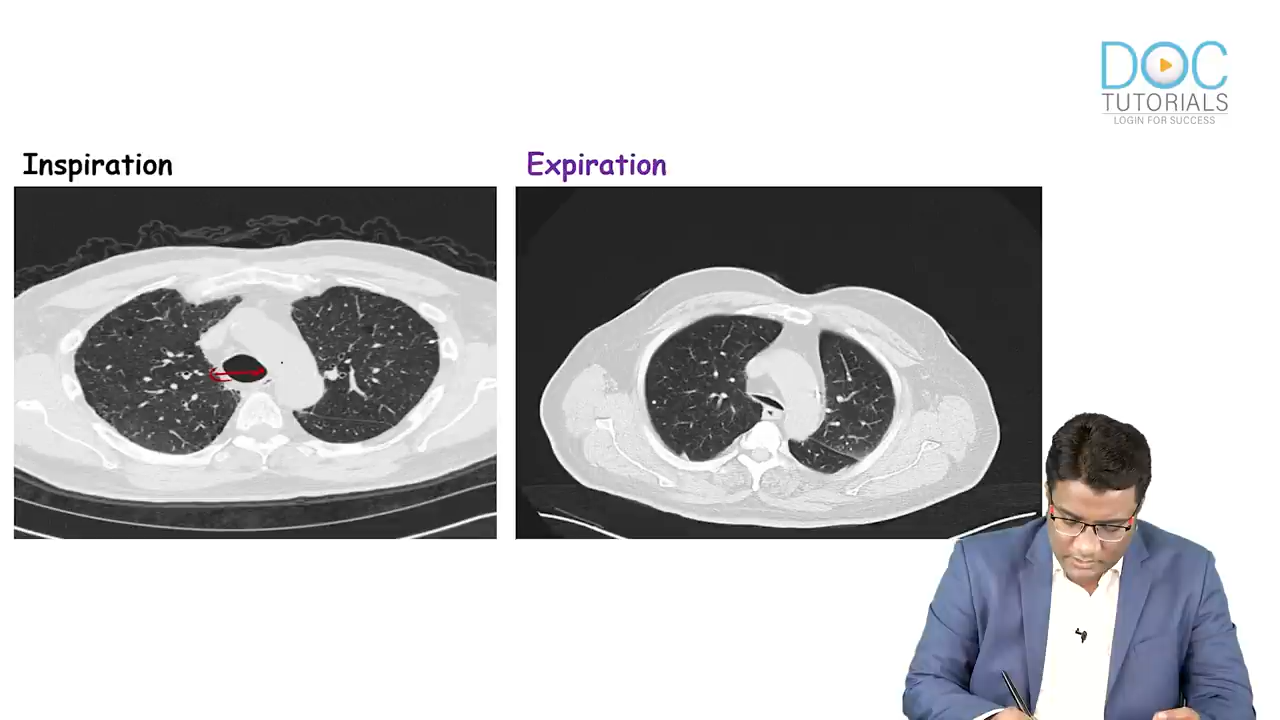 DOC
TUTORIALS
LOGIN FOR SUCCESS
Inspiration
Expiration